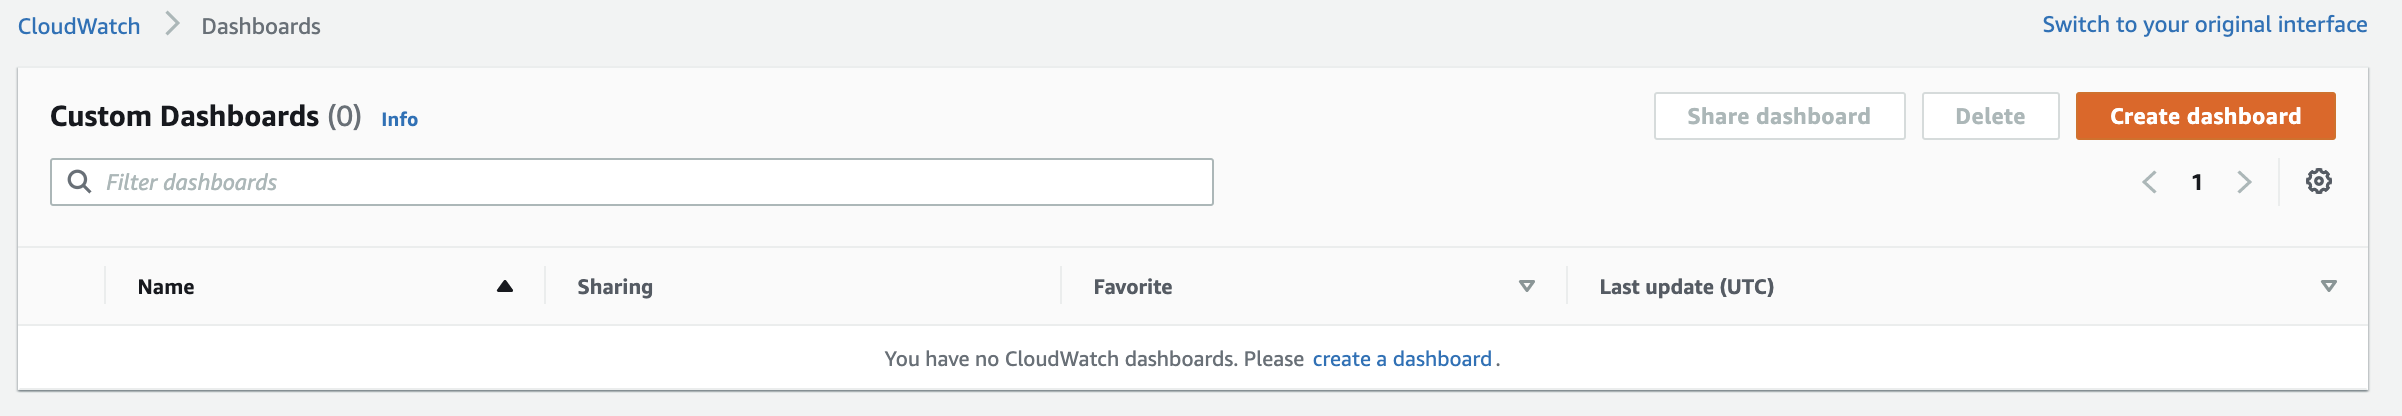 CloudWatch Dashboards Switch to your original interface
Custom Dashboards (0) Info Share dashboard Delete Create dashboard
Filter dashboards 1
Name Sharing Favorite Last update (UTC)
You have no CloudWatch dashboards. Please create a dashboard.